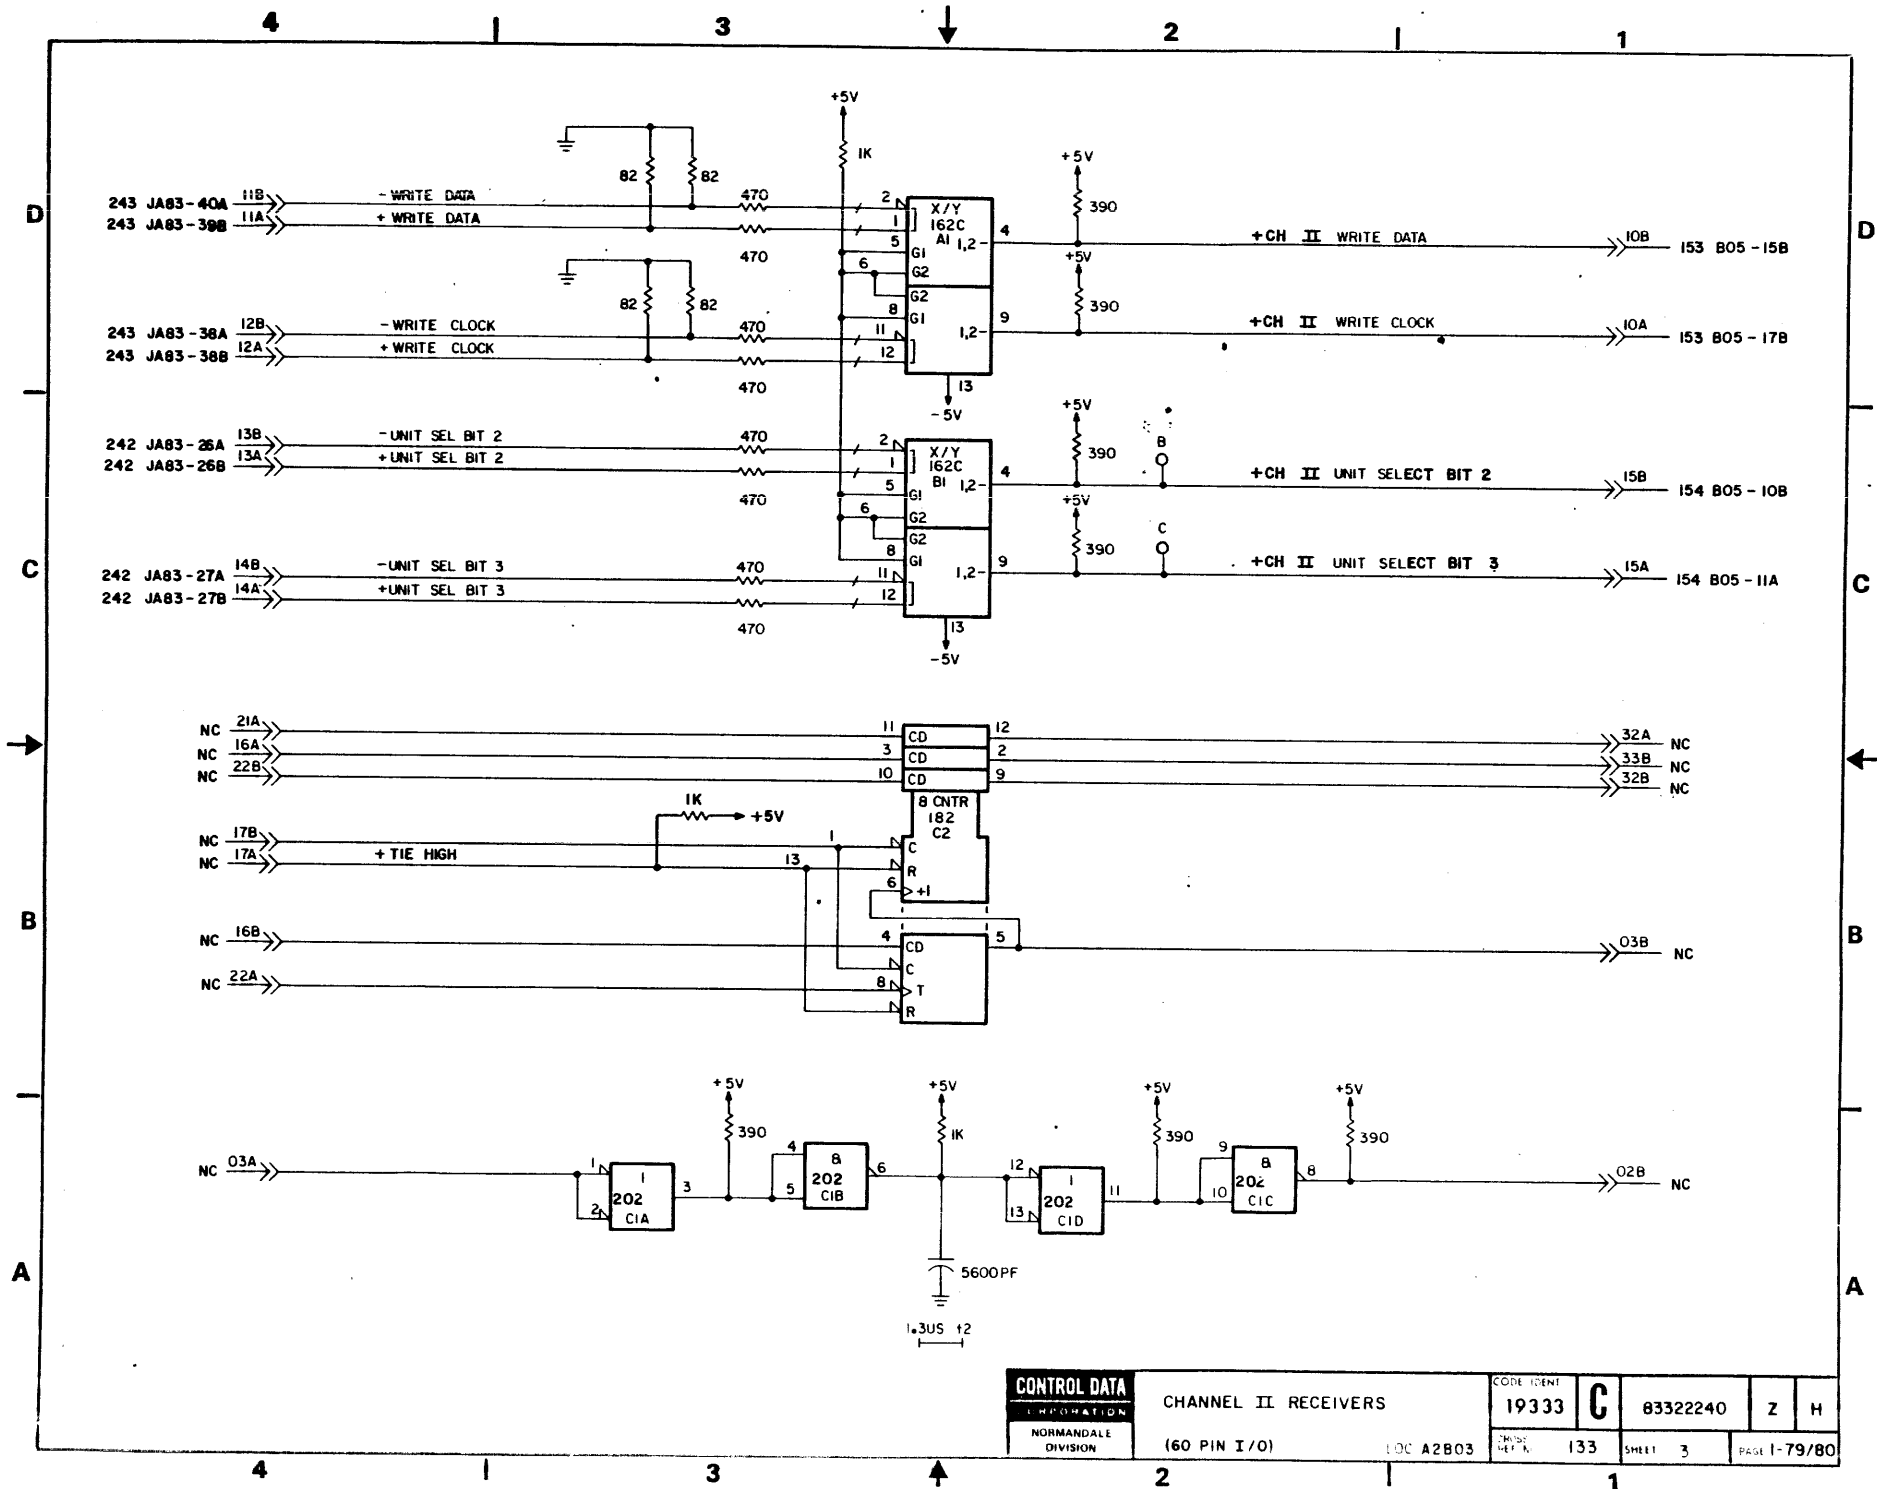 4 3 2 1
D
+5V
1K
82 82
+5V
390
243 JA83-40A 11B - WRITE DATA 470 2
243 JA83-39B 11A + WRITE DATA 470 1
X/Y
162C
A1 1,2 4
5 G1
6 G2
+CH II WRITE DATA 10B 153 B05-15B
D
+5V
390
82 82
G2
8 G1
1,2 9
+CH II WRITE CLOCK 10A 153 B05-17B
243 JA83-38A 12B - WRITE CLOCK 470 11
243 JA83-38B 12A + WRITE CLOCK 470 12
13
-5V
+5V
390
B
242 JA83-26A 13B - UNIT SEL BIT 2 470 2
242 JA83-26B 13A + UNIT SEL BIT 2 470 1
X/Y
162C
B1 1,2 4
5 G1
6 G2
+CH II UNIT SELECT BIT 2 15B 154 B05-10B
+5V
390
C
G2
8 G1
1,2 9
+CH II UNIT SELECT BIT 3 15A 154 B05-11A
C
C
242 JA83-27A 14B -UNIT SEL BIT 3 470 11
242 JA83-27B 14A +UNIT SEL BIT 3 470 12
13
-5V
NC 21A 11 CD 12 32A NC
NC 16A 3 CD 2 33B NC
NC 22B 10 CD 9 32B NC
8 CNTR
182
C2
1K +5V
NC 17B 1 C
NC 17A + TIE HIGH 13 R
6 +1
B
B
NC 16B 4 CD 5 03B NC
C
NC 22A 8 T
R
+5V +5V +5V +5V
390 1K 390 390
NC 03A 1 2
1
202
C1A
3
4 5
&
202
C1B
6
12 13
1
202
C1D
11
9 10
&
202
C1C
8
02B NC
A
A
5600PF
1.3US ±2
CONTROL DATA
CORPORATION
NORMANDALE
DIVISION
CHANNEL II RECEIVERS
(60 PIN I/O) LOC A2B03
CODE IDENT
19333 C 83322240 Z H
CROSS
REF N 133 SHEET 3 PAGE 1-79/80
4 3 2 1